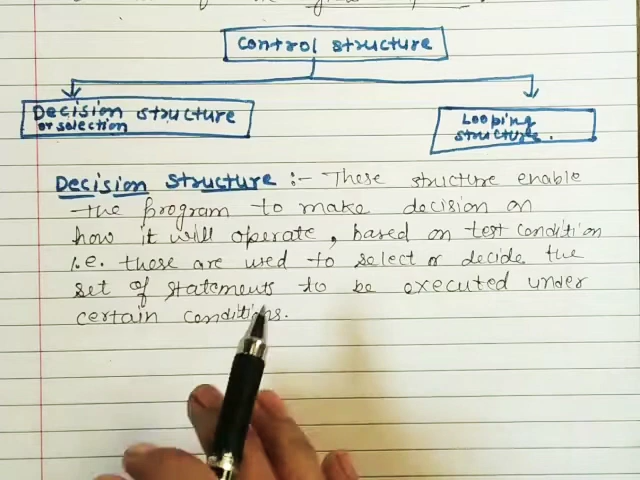 control structure
Decision structure
or selection
Looping
structure.
Decision structure :- These structure enable
the program to make decision on
how it will operate, based on test condition
i.e. these are used to select or decide the
set of statements to be executed under
certain conditions.